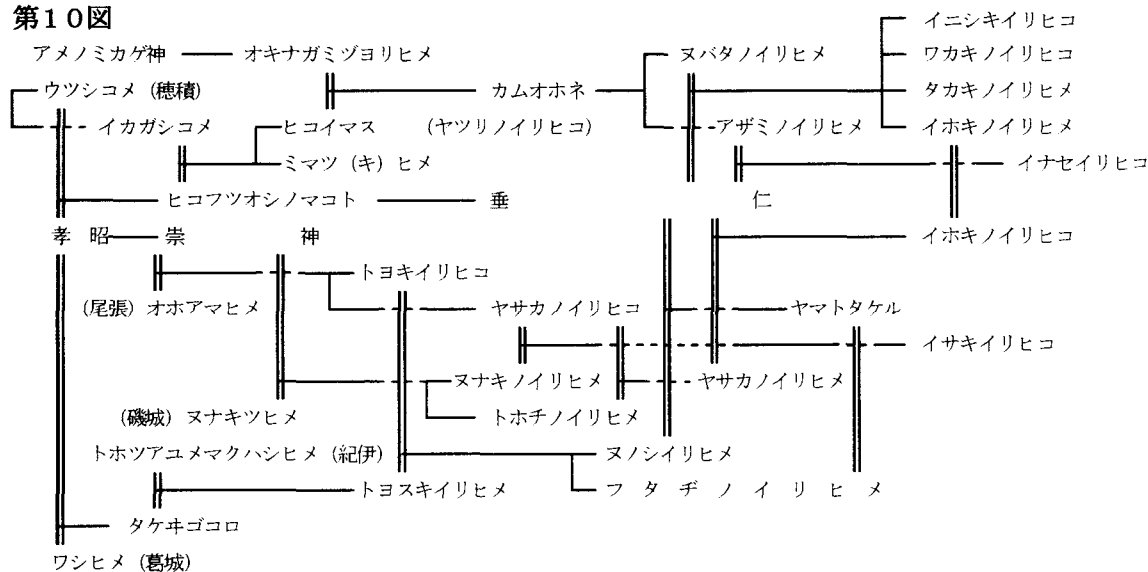 第10図
イニシキイリヒコ
アメノミカゲ神 オキナガミヅヨリヒメ ヌバタノイリヒメ ワカキノイリヒコ
ウツシコメ (穂積) カムオホネ タカキノイリヒメ
イカガシコメ ヒコイマス (ヤツリノイリヒコ) アザミノイリヒメ イホキノイリヒメ
ミマツ (キ) ヒメ イナセイリヒコ
ヒコフツオシノマコト 垂 仁
孝 昭 崇 神 イホキノイリヒコ
トヨキイリヒコ
(尾張) オホアマヒメ ヤサカノイリヒコ ヤマトタケル
イサキイリヒコ
ヌナキノイリヒメ ヤサカノイリヒメ
(磯城) ヌナキツヒメ トホチノイリヒメ
トホツアユメマクハシヒメ (紀伊) ヌノシイリヒメ
トヨスキイリヒメ フタヂノイリヒメ
タケヰゴコロ
ワシヒメ (葛城)